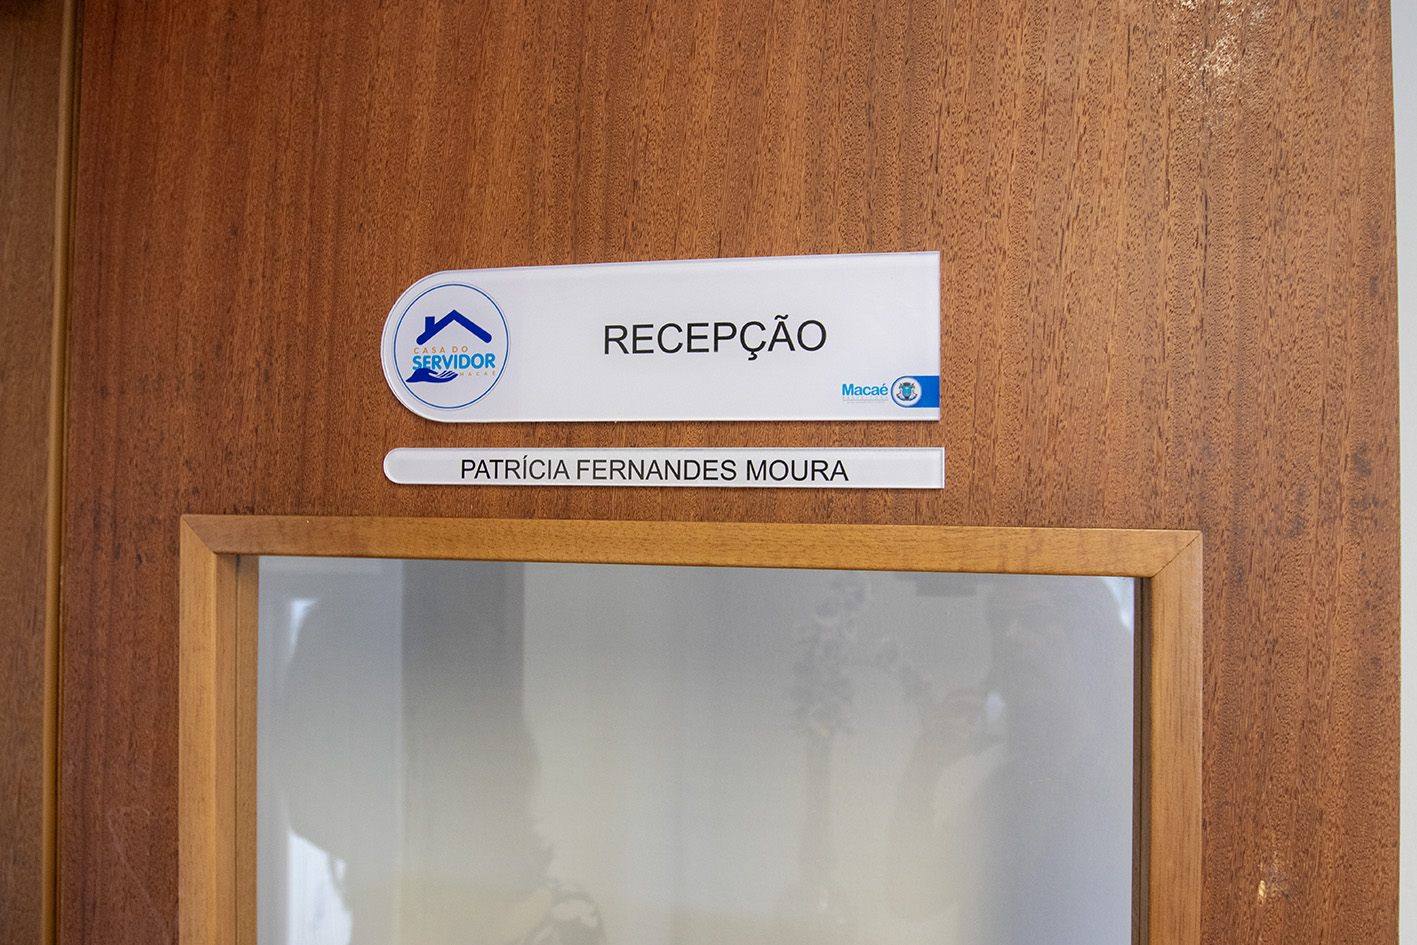 CASA DO
SERVIDOR
MACAÉ
RECEPÇÃO
Macaé
PATRÍCIA FERNANDES MOURA